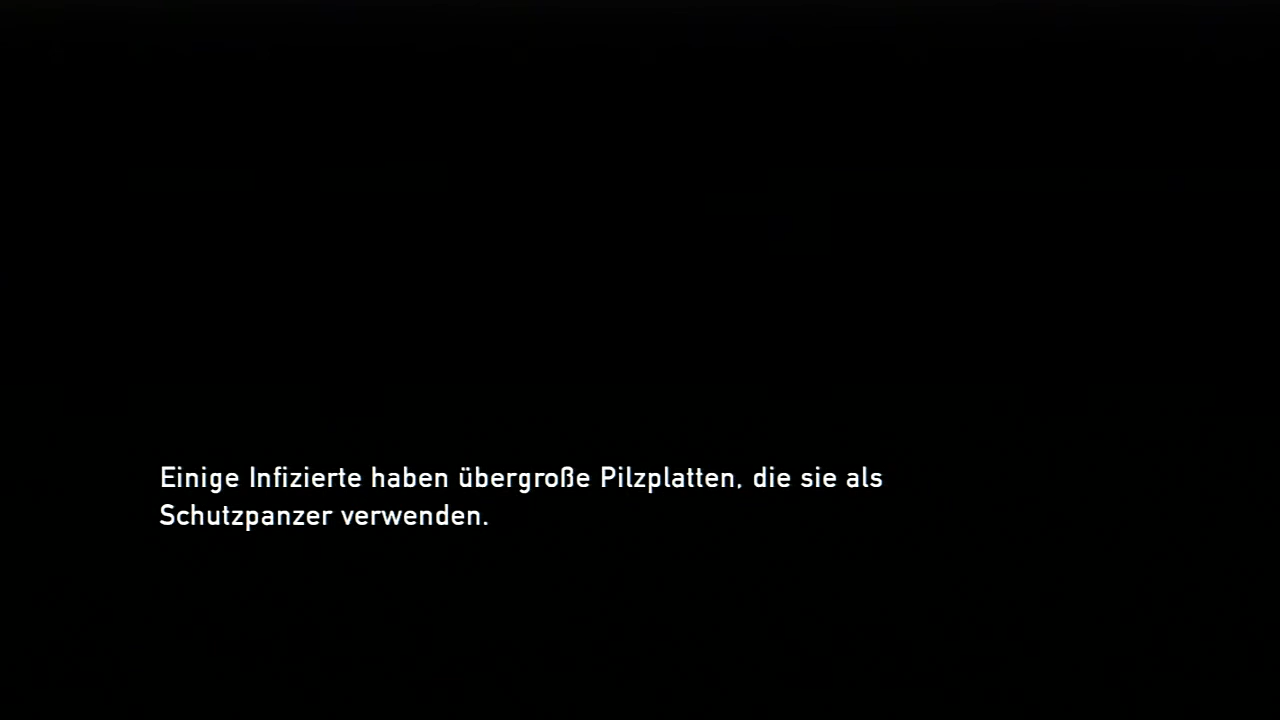 Einige Infizierte haben übergroße Pilzplatten, die sie als
Schutzpanzer verwenden.